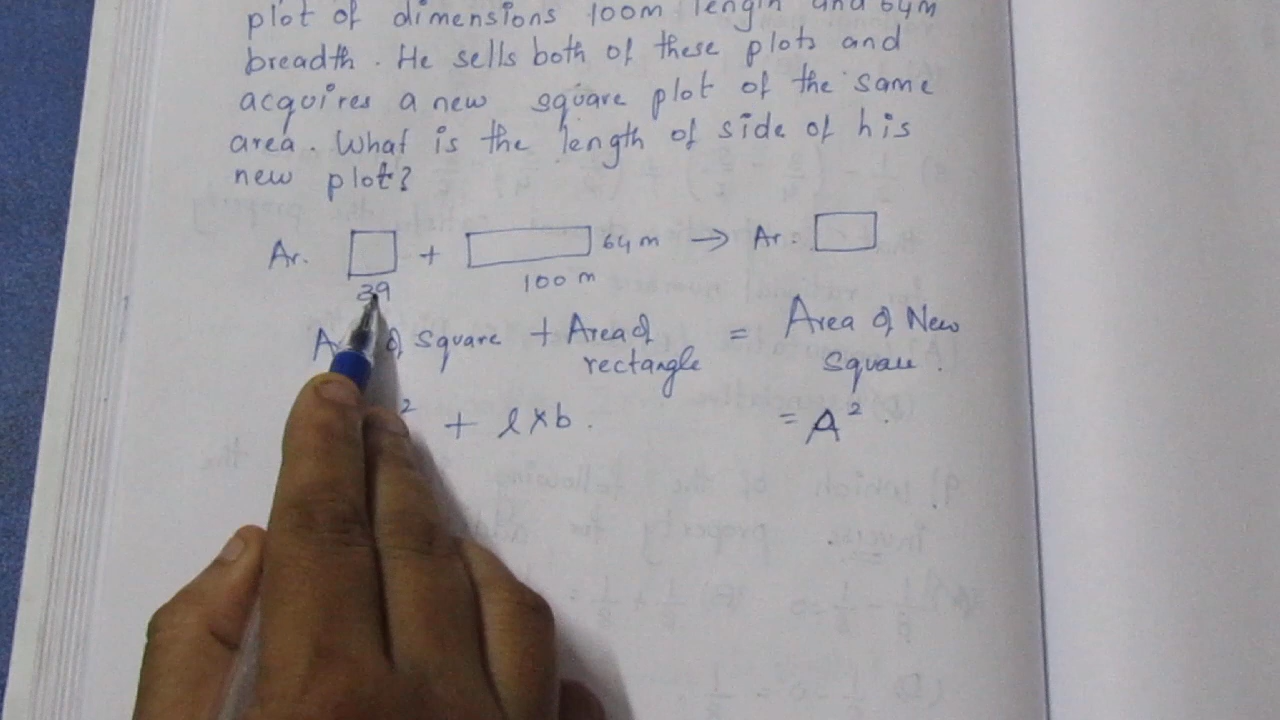 plot of dimensions 100m length and 64m
breadth. He sells both of these plots and
acquires a new square plot of the same
area. What is the length of side of his
new plot?
Ar. + 64 m → Ar.
39 100 m
A of square + Area of rectangle = Area of New Square.
² + l×b. = A².